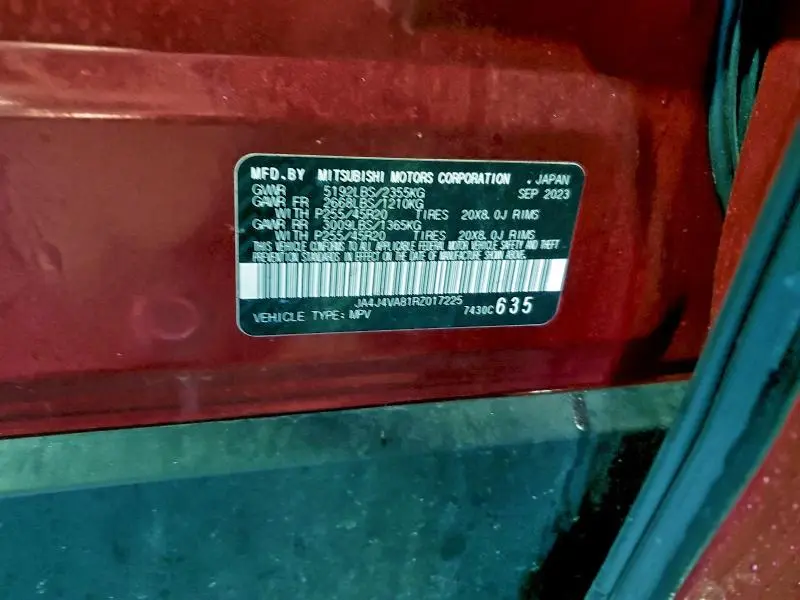 MFD.BY MITSUBISHI MOTORS CORPORATION . JAPAN
GVWR 5192LBS/2355KG SEP 2023
GAWR FR 2668LBS/1210KG
WITH P255/45R20 TIRES 20X8.0J RIMS
GAWR RR 3009LBS/1365KG
WITH P255/45R20 TIRES 20X8.0J RIMS
THIS VEHICLE CONFORMS TO ALL APPLICABLE FEDERAL MOTOR VEHICLE SAFETY AND THEFT
PREVENTION STANDARDS IN EFFECT ON THE DATE OF MANUFACTURE SHOWN ABOVE.
JA4J4VA81RZ017225
VEHICLE TYPE: MPV 7430C 635